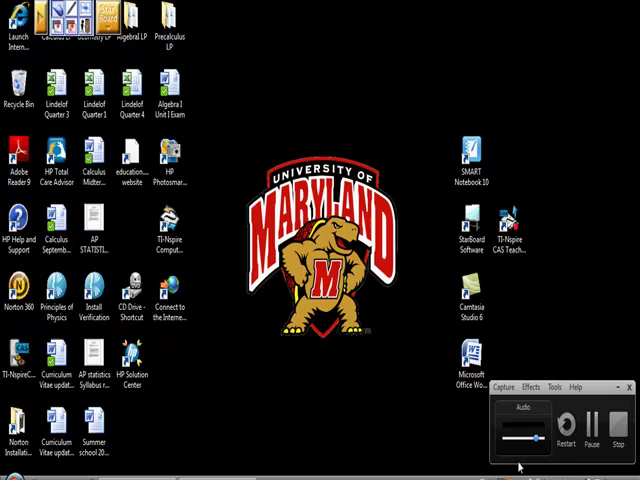 Star
Board
Launch
Intern...
Calculus LP
Geometry LP
Algebra LP
Precalculus
LP
Recycle Bin
Lindelof
Quarter 3
Lindelof
Quarter 1
Lindelof
Quarter 4
Algebra I
Unit I Exam
Adobe
Reader 9
HP Total
Care Advisor
Calculus
Midter...
education....
website
HP
Photosmar...
SMART
Notebook 10
HP Help and
Support
Calculus
Septemb...
AP
STATISTI...
TI-Nspire
Comput...
StarBoard
Software
TI-Nspire
CAS Teach...
Norton 360
Principles of
Physics
Install
Verification
CD Drive -
Shortcut
Connect to
the Interne...
Camtasia
Studio 6
TI-NspireC...
Curriculum
Vitae updat...
AP statistics
Syllabus r...
HP Solution
Center
Microsoft
Office Wo...
Norton
Installati...
Curriculum
Vitae updat...
Summer
school 20...
UNIVERSITY OF
MARYLAND
M
Capture Effects Tools Help
Audio
Restart Pause Stop